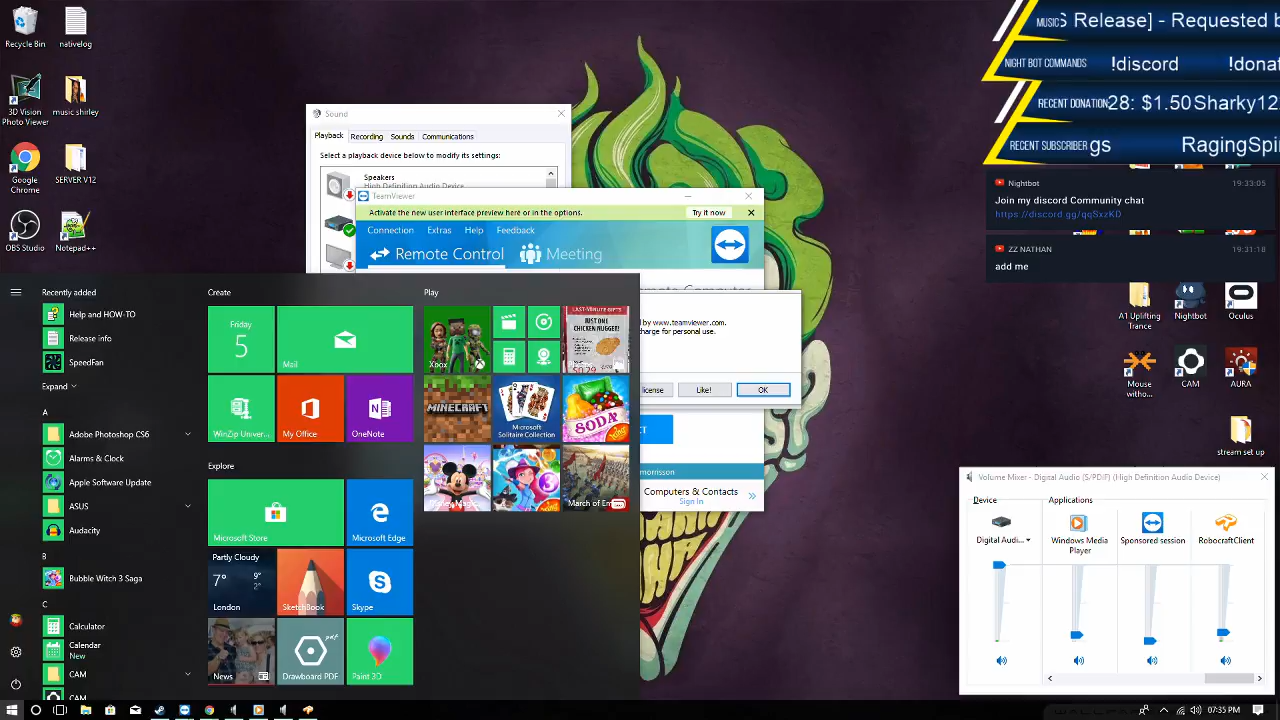 Recycle Bin
nativelog
3D Vision
Photo Viewer
music shirley
Google
Chrome
SERVER V12
OBS Studio
Notepad++
Sound
Playback
Recording
Sounds
Communications
Select a playback device below to modify its settings:
Speakers
High Definition Audio Device
TeamViewer
Activate the new user interface preview here or in the options.
Try it now
Connection
Extras
Help
Feedback
Remote Control
Meeting
d by www.teamviewer.com.
harge for personal use.
icense
Like!
OK
CT
morrisson
Computers & Contacts
Sign In
MUSIC
S Release] - Requested b
NIGHT BOT COMMANDS
!discord
!donat
RECENT DONATION
28: $1.50
Sharky12
RECENT SUBSCRIBER
gs
RagingSpi
Nightbot
19:33:03
Join my discord Community chat
https://discord.gg/qqSxzKD
ZZ NATHAN
19:31:18
add me
A1 Uplifting
trance
Nightbot
Oculus
Mouse
witho...
CAM
AURA
stream set up
Volume Mixer - Digital Audio (S/PDIF) (High Definition Audio Device)
Device
Applications
Digital Audi...
Windows Media
Player
Sponsored session
RobocraftClient
Recently added
Help and HOW-TO
Release info
SpeedFan
Expand
A
Adobe Photoshop CS6
Alarms & Clock
Apple Software Update
ASUS
Audacity
B
Bubble Witch 3 Saga
C
Calculator
Calendar
New
CAM
CAM
Create
Friday
5
Mail
WinZip Univer...
My Office
OneNote
Explore
Microsoft Store
Microsoft Edge
Partly Cloudy
7°
9°
2°
London
SketchBook
Skype
News
Drawboard PDF
Paint 3D
Play
Xbox
LAST-MINUTE GIFTS
JUST ONE
CHICKEN NUGGET!
$0.29
MINECRAFT
Microsoft
Solitaire Collection
SODA
March of Em...
07:35 PM